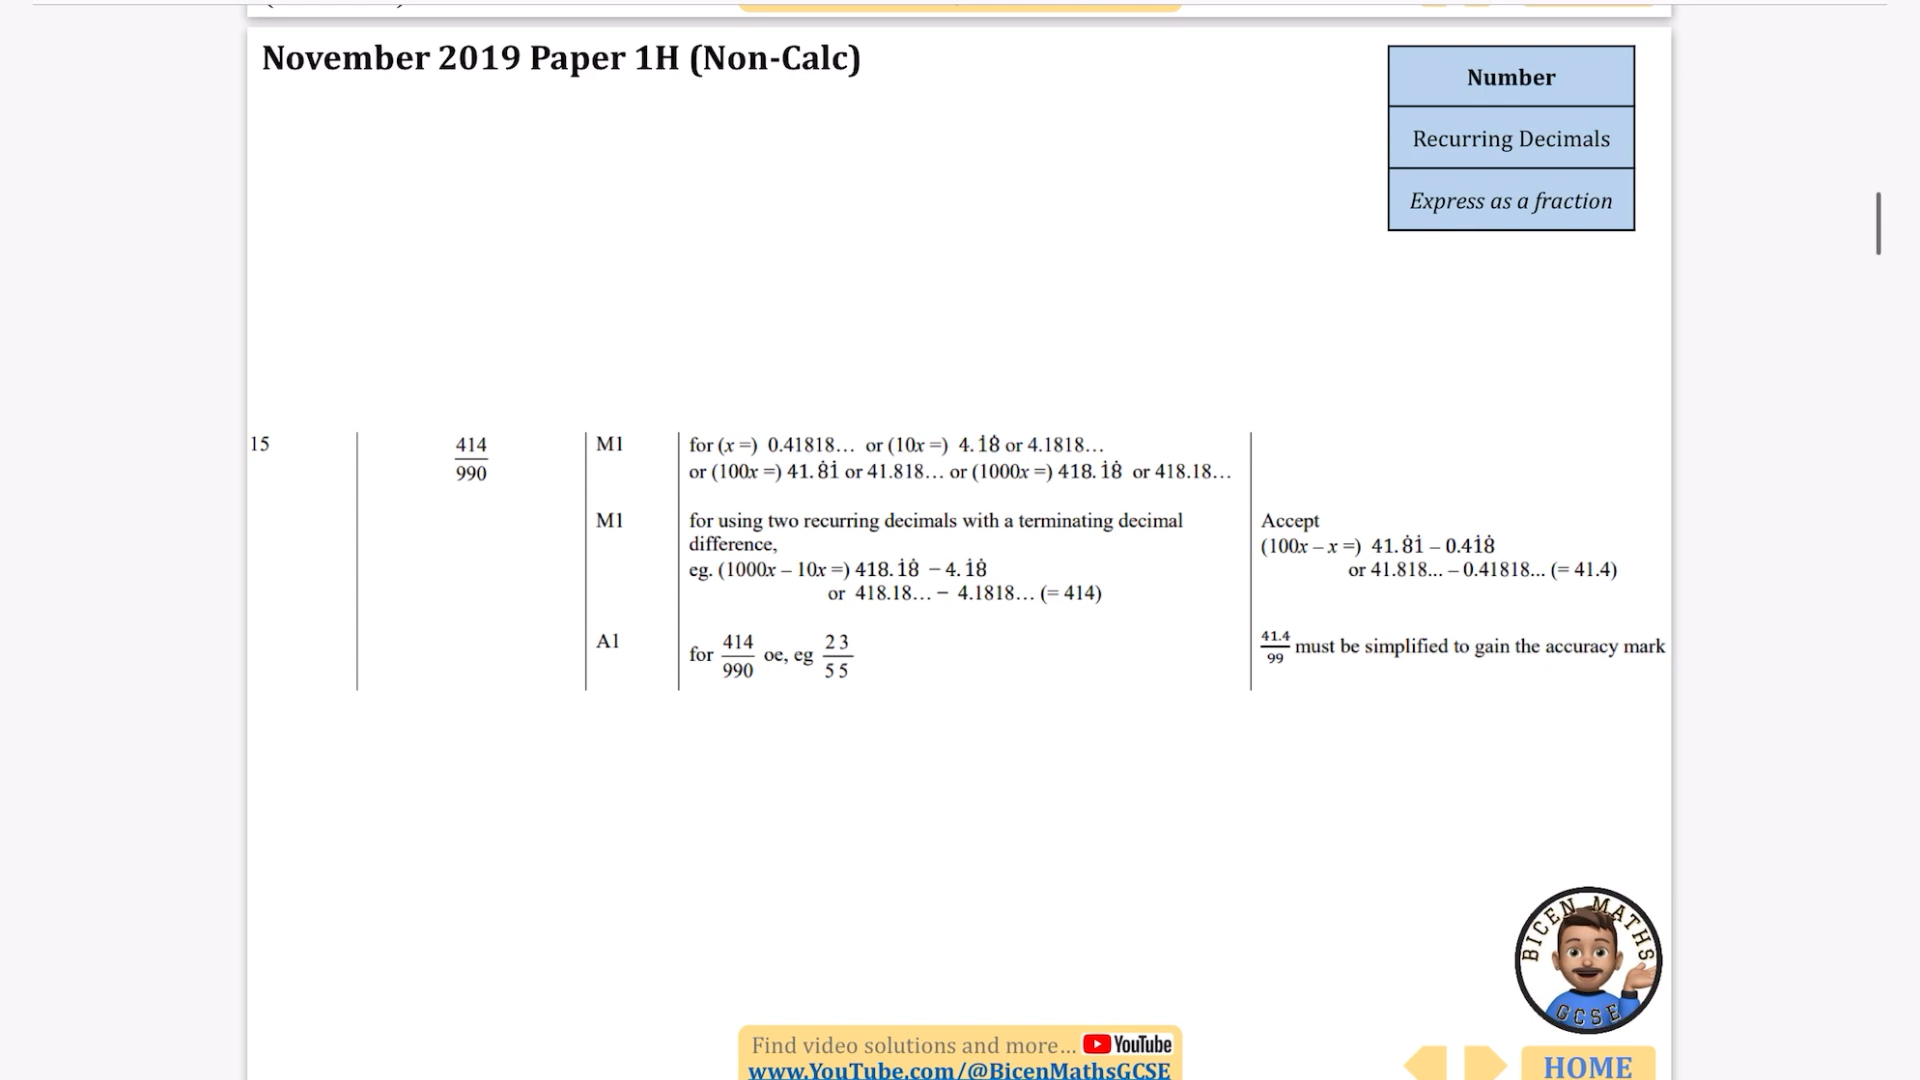 November 2019 Paper 1H (Non-Calc)
Number
Recurring Decimals
Express as a fraction
15
414
990
M1
for (x =) 0.41818… or (10x =) 4.1̇8̇ or 4.1818…
or (100x =) 41.8̇1̇ or 41.818… or (1000x =) 418.1̇8̇ or 418.18…
M1
for using two recurring decimals with a terminating decimal
difference,
eg. (1000x – 10x =) 418.1̇8̇ – 4.1̇8̇
or 418.18… – 4.1818… (= 414)
Accept
(100x – x =) 41.8̇1̇ – 0.41̇8̇
or 41.818... – 0.41818... (= 41.4)
A1
for 414/990 oe, eg 23/55
41.4/99 must be simplified to gain the accuracy mark
BICEN MATHS
GCSE
Find video solutions and more... YouTube
www.YouTube.com/@BicenMathsGCSE
HOME